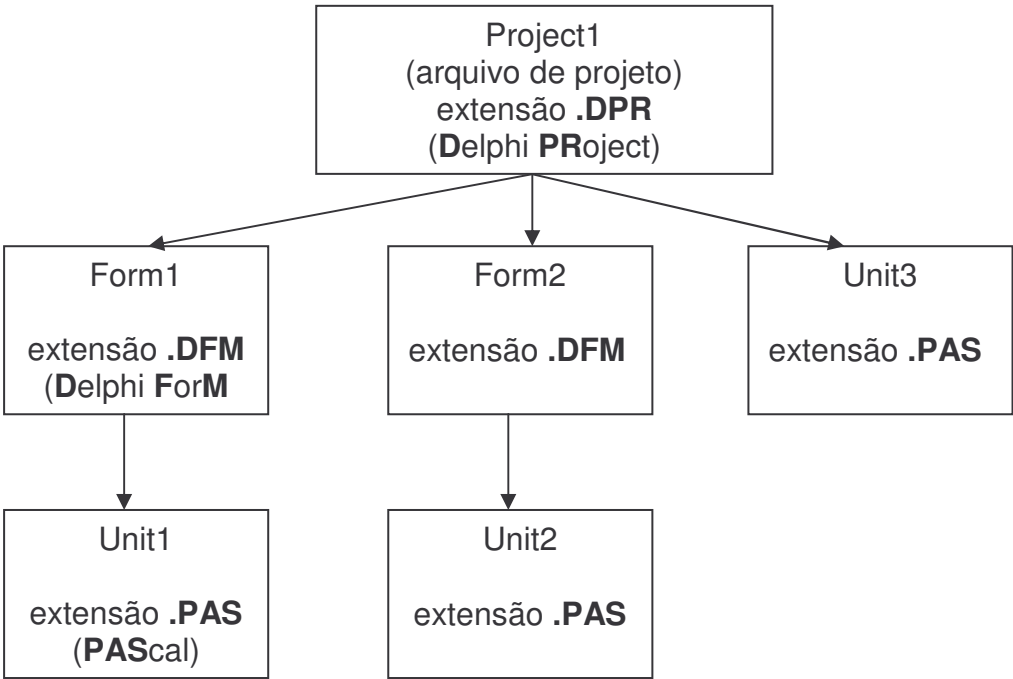 Project1
(arquivo de projeto)
extensão .DPR
(Delphi PRoject)
Form1
extensão .DFM
(Delphi ForM
Form2
extensão .DFM
Unit3
extensão .PAS
Unit1
extensão .PAS
(PAScal)
Unit2
extensão .PAS